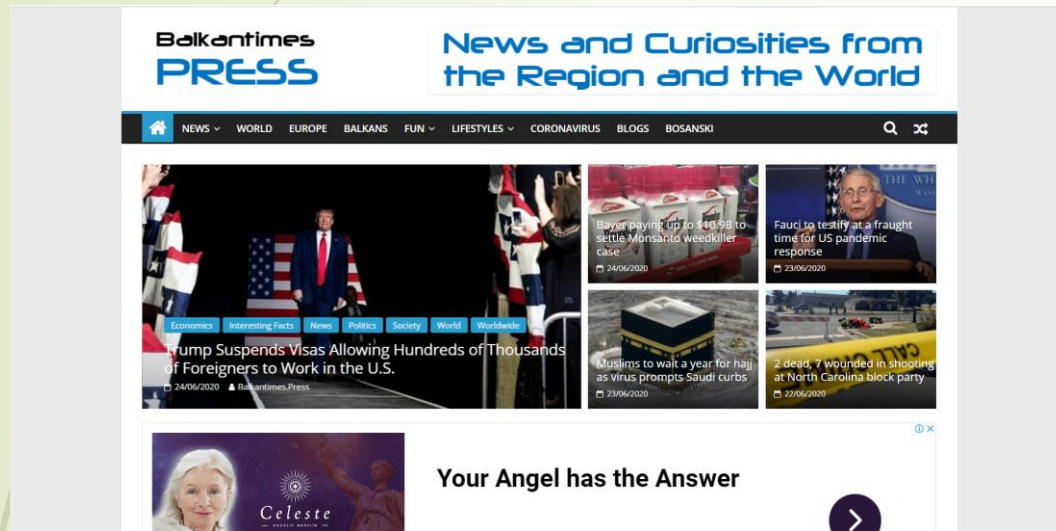 Balkantimes
PRESS
News and Curiosities from
the Region and the World
NEWS WORLD EUROPE BALKANS FUN LIFESTYLES CORONAVIRUS BLOGS BOSANSKI
Economics Interesting Facts News Politics Society World Worldwide
Trump Suspends Visas Allowing Hundreds of Thousands
of Foreigners to Work in the U.S.
24/06/2020 Balkantimes.Press
Bayer paying up to $10.9B to
settle Monsanto weedkiller
case
24/06/2020
THE WH
WASH
Fauci to testify at a fraught
time for US pandemic
response
23/06/2020
Muslims to wait a year for hajj
as virus prompts Saudi curbs
23/06/2020
2 dead, 7 wounded in shooting
at North Carolina block party
22/06/2020
Celeste
ANGELIC MEDIUM
Your Angel has the Answer